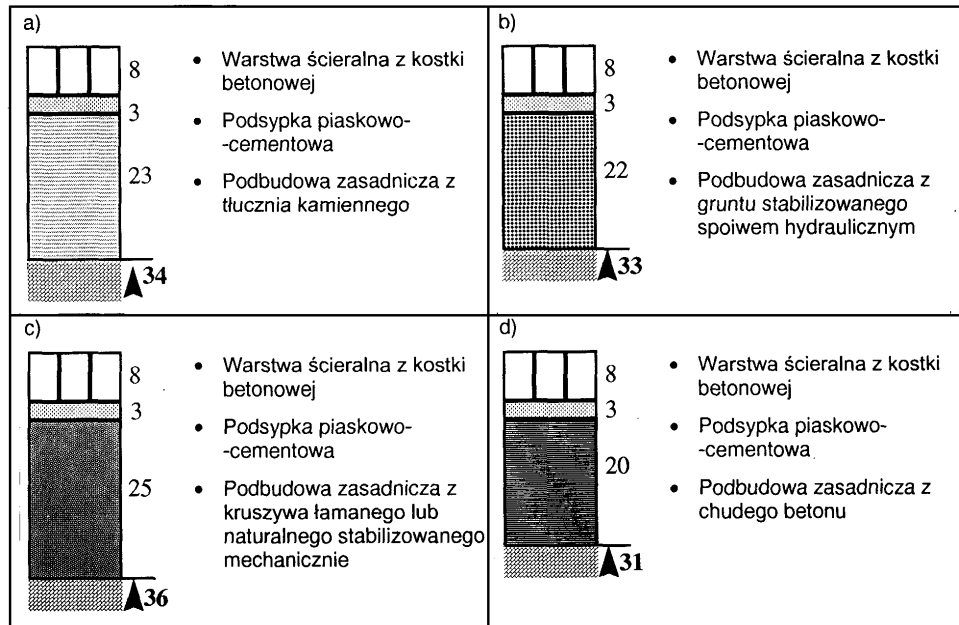 a)
8
3
23
34
• Warstwa ścieralna z kostki
betonowej
• Podsypka piaskowo-
-cementowa
• Podbudowa zasadnicza z
tłucznia kamiennego
b)
8
3
22
33
• Warstwa ścieralna z kostki
betonowej
• Podsypka piaskowo-
-cementowa
• Podbudowa zasadnicza z
gruntu stabilizowanego
spoiwem hydraulicznym
c)
8
3
25
36
• Warstwa ścieralna z kostki
betonowej
• Podsypka piaskowo-
-cementowa
• Podbudowa zasadnicza z
kruszywa łamanego lub
naturalnego stabilizowanego
mechanicznie
d)
8
3
20
31
• Warstwa ścieralna z kostki
betonowej
• Podsypka piaskowo-
-cementowa
• Podbudowa zasadnicza z
chudego betonu